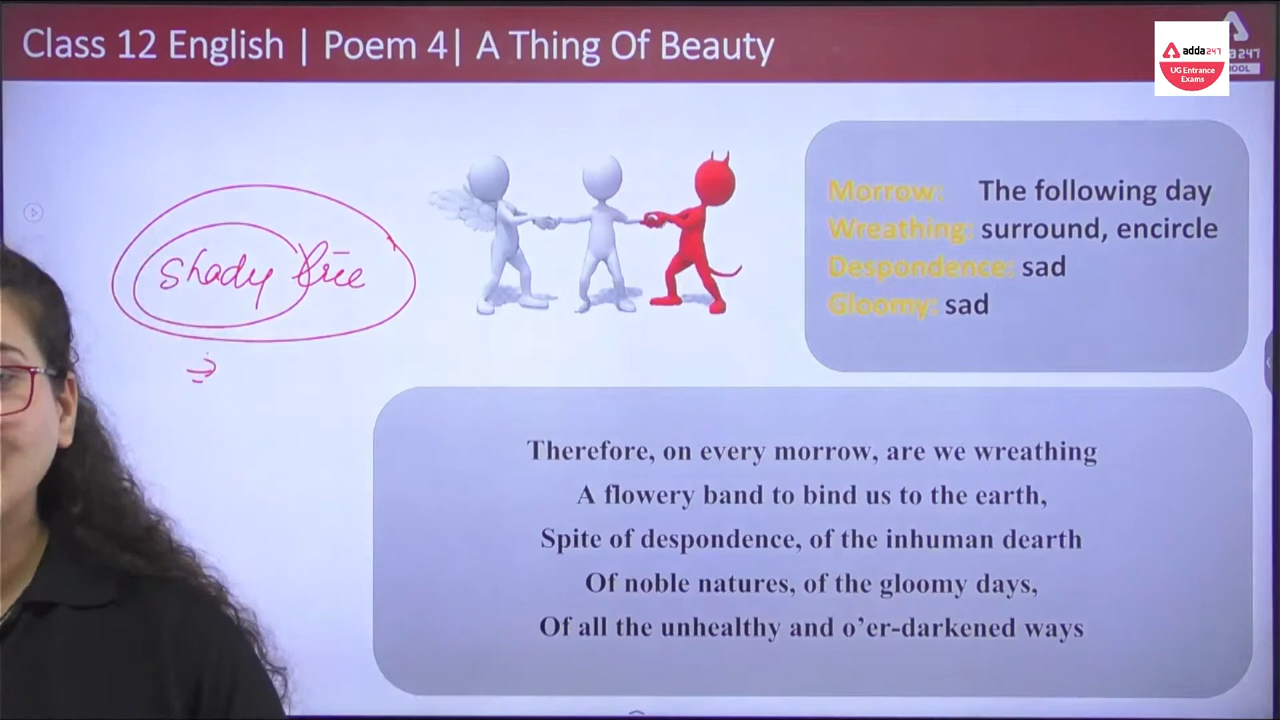 Class 12 English | Poem 4| A Thing Of Beauty
adda247
UG Entrance
Exams
Shady tree
Morrow: The following day
Wreathing: surround, encircle
Despondence: sad
Gloomy: sad
Therefore, on every morrow, are we wreathing
A flowery band to bind us to the earth,
Spite of despondence, of the inhuman dearth
Of noble natures, of the gloomy days,
Of all the unhealthy and o’er-darkened ways